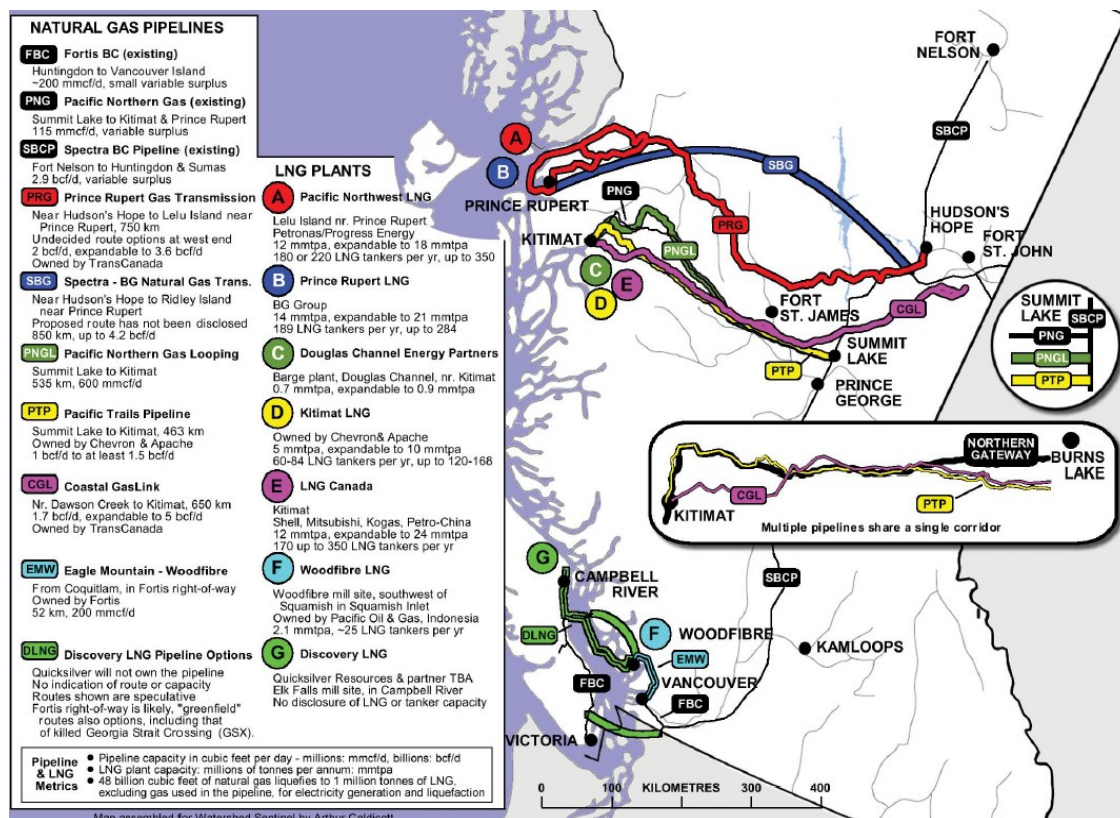 NATURAL GAS PIPELINES
FBC Fortis BC (existing)
Huntingdon to Vancouver Island
~200 mmcf/d, small variable surplus
PNG Pacific Northern Gas (existing)
Summit Lake to Kitimat & Prince Rupert
115 mmcf/d, variable surplus
SBCP Spectra BC Pipeline (existing)
Fort Nelson to Huntingdon & Sumas
2.9 bcf/d, variable surplus
PRG Prince Rupert Gas Transmission
Near Hudson's Hope to Lelu Island near
Prince Rupert, 750 km
Undecided route options at west end
2 bcf/d, expandable to 3.6 bcf/d
Owned by TransCanada
SBG Spectra - BG Natural Gas Trans.
Near Hudson's Hope to Ridley Island
near Prince Rupert
Proposed route has not been disclosed
850 km, up to 4.2 bcf/d
PNGL Pacific Northern Gas Looping
Summit Lake to Kitimat
535 km, 600 mmcf/d
PTP Pacific Trails Pipeline
Summit Lake to Kitimat, 463 km
Owned by Chevron & Apache
1 bcf/d to at least 1.5 bcf/d
CGL Coastal GasLink
Nr. Dawson Creek to Kitimat, 650 km
1.7 bcf/d, expandable to 5 bcf/d
Owned by TransCanada
EMW Eagle Mountain - Woodfibre
From Coquitlam, in Fortis right-of-way
Owned by Fortis
52 km, 200 mmcf/d
DLNG Discovery LNG Pipeline Options
Quicksilver will not own the pipeline
No indication of route or capacity
Routes shown are speculative
Fortis right-of-way is likely, "greenfield"
routes also options, including that
of killed Georgia Strait Crossing (GSX).
LNG PLANTS
A Pacific Northwest LNG
Lelu Island nr. Prince Rupert
Petronas/Progress Energy
12 mmtpa, expandable to 18 mmtpa
180 or 220 LNG tankers per yr, up to 350
B Prince Rupert LNG
BG Group
14 mmtpa, expandable to 21 mmtpa
189 LNG tankers per yr, up to 284
C Douglas Channel Energy Partners
Barge plant, Douglas Channel, nr. Kitimat
0.7 mmtpa, expandable to 0.9 mmtpa
D Kitimat LNG
Owned by Chevron& Apache
5 mmtpa, expandable to 10 mmtpa
60-84 LNG tankers per yr, up to 120-168
E LNG Canada
Kitimat
Shell, Mitsubishi, Kogas, Petro-China
12 mmtpa, expandable to 24 mmtpa
170 up to 350 LNG tankers per yr
F Woodfibre LNG
Woodfibre mill site, southwest of
Squamish in Squamish Inlet
Owned by Pacific Oil & Gas, Indonesia
2.1 mmtpa, ~25 LNG tankers per yr
G Discovery LNG
Quicksilver Resources & partner TBA
Elk Falls mill site, in Campbell River
No disclosure of LNG or tanker capacity
Pipeline & LNG Metrics
● Pipeline capacity in cubic feet per day - millions: mmcf/d, billions: bcf/d
● LNG plant capacity: millions of tonnes per annum: mmtpa
● 48 billion cubic feet of natural gas liquefies to 1 million tonnes of LNG,
excluding gas used in the pipeline, for electricity generation and liquefaction
Map assembled for Watershed Sentinel by Arthur Caldicott
FORT NELSON
SBCP
A
B
SBG
PRINCE RUPERT
PNG
PRG
HUDSON'S HOPE
KITIMAT
PNGL
FORT ST. JOHN
C
E
D
FORT ST. JAMES
CGL
SUMMIT LAKE
PTP
PRINCE GEORGE
SUMMIT LAKE
SBCP
PNG
PNGL
PTP
NORTHERN GATEWAY
BURNS LAKE
CGL
PTP
KITIMAT
Multiple pipelines share a single corridor
G
CAMPBELL RIVER
SBCP
DLNG
F
WOODFIBRE
KAMLOOPS
EMW
FBC
VANCOUVER
FBC
VICTORIA
KILOMETRES
0 100 200 300 400